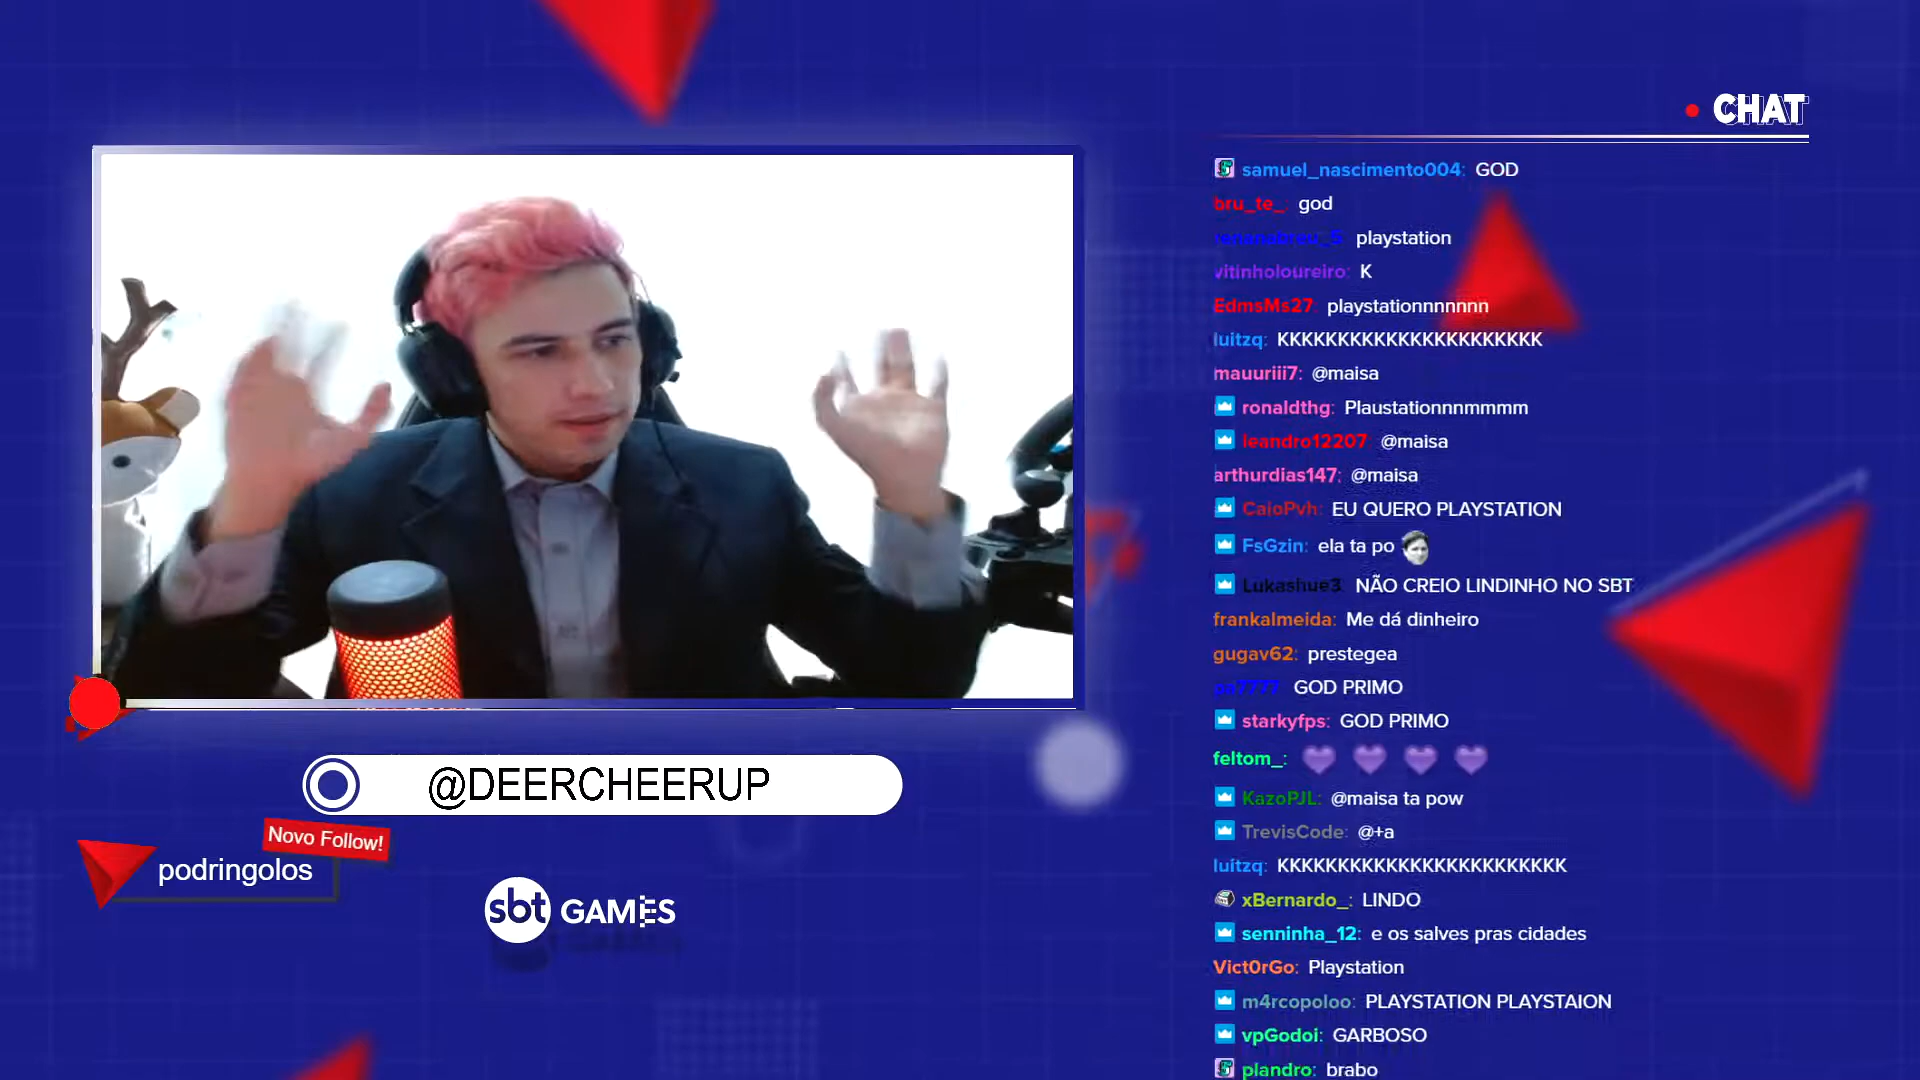 CHAT
samuel_nascimento004: GOD
bru_te_: god
playstation
vitinholoureiro: K
EdmsMs27: playstationnnnnnn
luitzq: KKKKKKKKKKKKKKKKKKKKKK
mauuriii7: @maisa
ronaldthg: Plaustationnnmmmm
leandro12207: @maisa
arthurdias147: @maisa
CaioPvh: EU QUERO PLAYSTATION
FsGzin: ela ta po
Lukashue3: NÃO CREIO LINDINHO NO SBT
frankalmeida: Me dá dinheiro
gugav62: prestegea
GOD PRIMO
starkyfps: GOD PRIMO
feltom_:
KazoPJL: @maisa ta pow
TrevisCode: @+a
luitzq: KKKKKKKKKKKKKKKKKKKKKKKK
xBernardo_: LINDO
senninha_12: e os salves pras cidades
Vict0rGo: Playstation
m4rcopoloo: PLAYSTATION PLAYSTAION
vpGodoi: GARBOSO
plandro: brabo
@DEERCHEERUP
Novo Follow!
podringolos
sbt GAMES